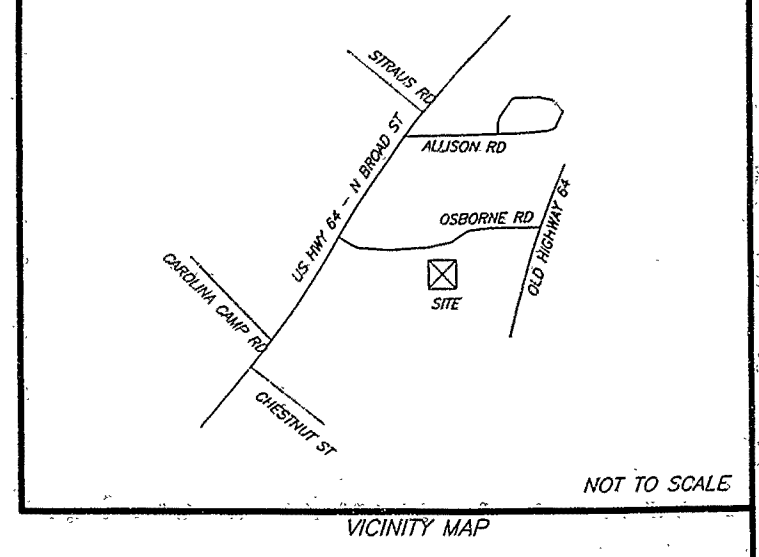 STRAUS RD
ALLISON RD
US HWY 64 - N BROAD ST
OSBORNE RD
OLD HIGHWAY 64
CAROLINA CAMP RD
SITE
CHESTNUT ST
NOT TO SCALE
VICINITY MAP